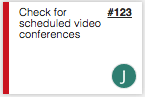 Check for #123
scheduled video
conferences
J